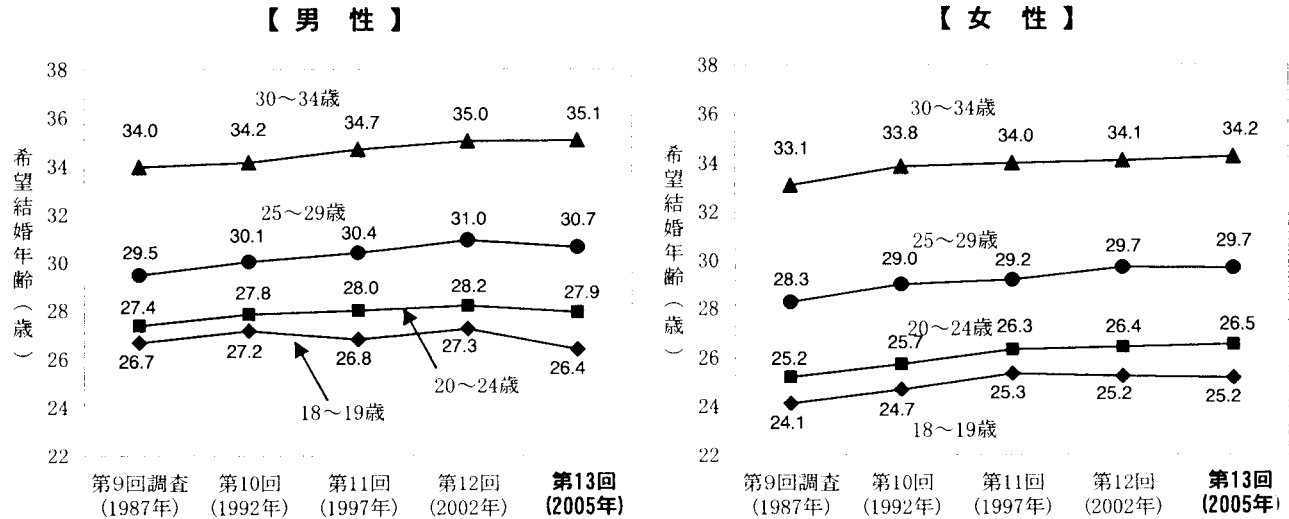 【 男 性 】
希望結婚年齢(歳)
38
36
34
32
30
28
26
24
22
30～34歳
34.0 34.2 34.7 35.0 35.1
25～29歳
29.5 30.1 30.4 31.0 30.7
27.4 27.8 28.0 28.2 27.9
26.7 27.2 26.8 27.3 26.4
20～24歳
18～19歳
第9回調査 第10回 第11回 第12回 第13回
(1987年) (1992年) (1997年) (2002年) (2005年)
【 女 性 】
希望結婚年齢(歳)
38
36
34
32
30
28
26
24
22
30～34歳
33.1 33.8 34.0 34.1 34.2
25～29歳
28.3 29.0 29.2 29.7 29.7
20～24歳
25.2 25.7 26.3 26.4 26.5
24.1 24.7 25.3 25.2 25.2
18～19歳
第9回調査 第10回 第11回 第12回 第13回
(1987年) (1992年) (1997年) (2002年) (2005年)